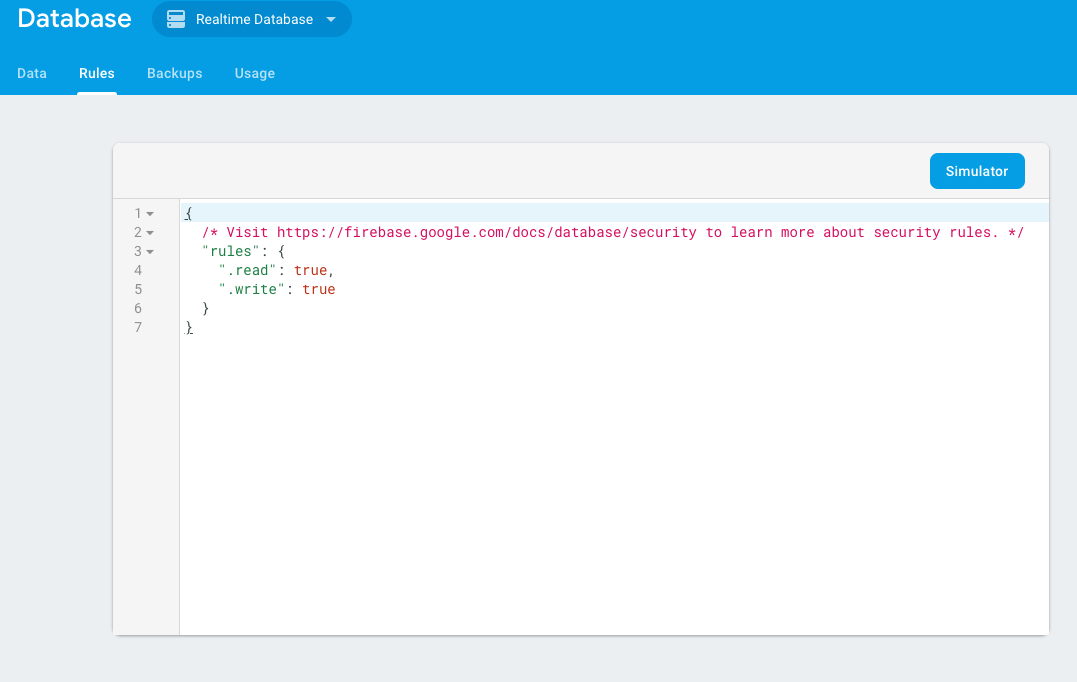 Database
Realtime Database
Data Rules Backups Usage
Simulator
1 {
2 /* Visit https://firebase.google.com/docs/database/security to learn more about security rules. */
3 "rules": {
4 ".read": true,
5 ".write": true
6 }
7 }